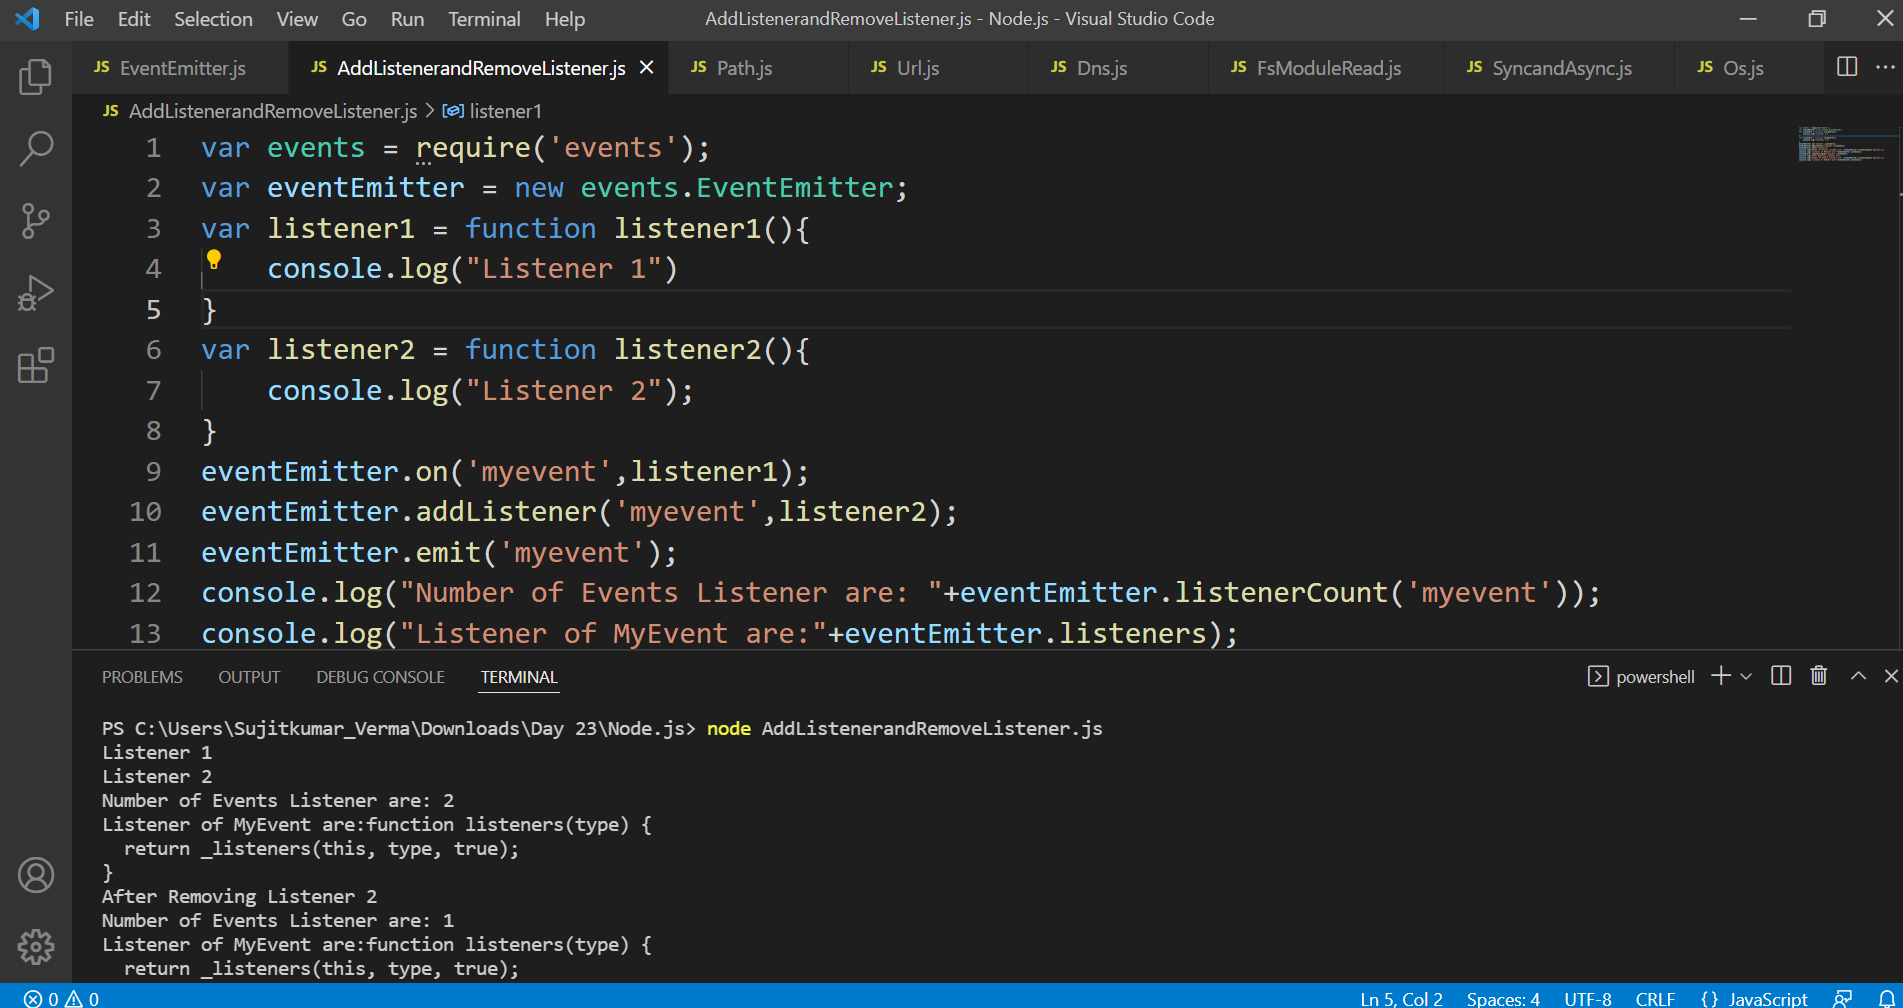 File Edit Selection View Go Run Terminal Help AddListenerandRemoveListener.js - Node.js - Visual Studio Code
JS EventEmitter.js JS AddListenerandRemoveListener.js JS Path.js JS Url.js JS Dns.js JS FsModuleRead.js JS SyncandAsync.js JS Os.js
JS AddListenerandRemoveListener.js > listener1
1 var events = require('events');
2 var eventEmitter = new events.EventEmitter;
3 var listener1 = function listener1(){
4     console.log("Listener 1")
5 }
6 var listener2 = function listener2(){
7     console.log("Listener 2");
8 }
9 eventEmitter.on('myevent',listener1);
10 eventEmitter.addListener('myevent',listener2);
11 eventEmitter.emit('myevent');
12 console.log("Number of Events Listener are: "+eventEmitter.listenerCount('myevent'));
13 console.log("Listener of MyEvent are:"+eventEmitter.listeners);
PROBLEMS OUTPUT DEBUG CONSOLE TERMINAL powershell
PS C:\Users\Sujitkumar_Verma\Downloads\Day 23\Node.js> node AddListenerandRemoveListener.js
Listener 1
Listener 2
Number of Events Listener are: 2
Listener of MyEvent are:function listeners(type) {
  return _listeners(this, type, true);
}
After Removing Listener 2
Number of Events Listener are: 1
Listener of MyEvent are:function listeners(type) {
  return _listeners(this, type, true);
0 0 Ln 5, Col 2 Spaces: 4 UTF-8 CRLF {} JavaScript